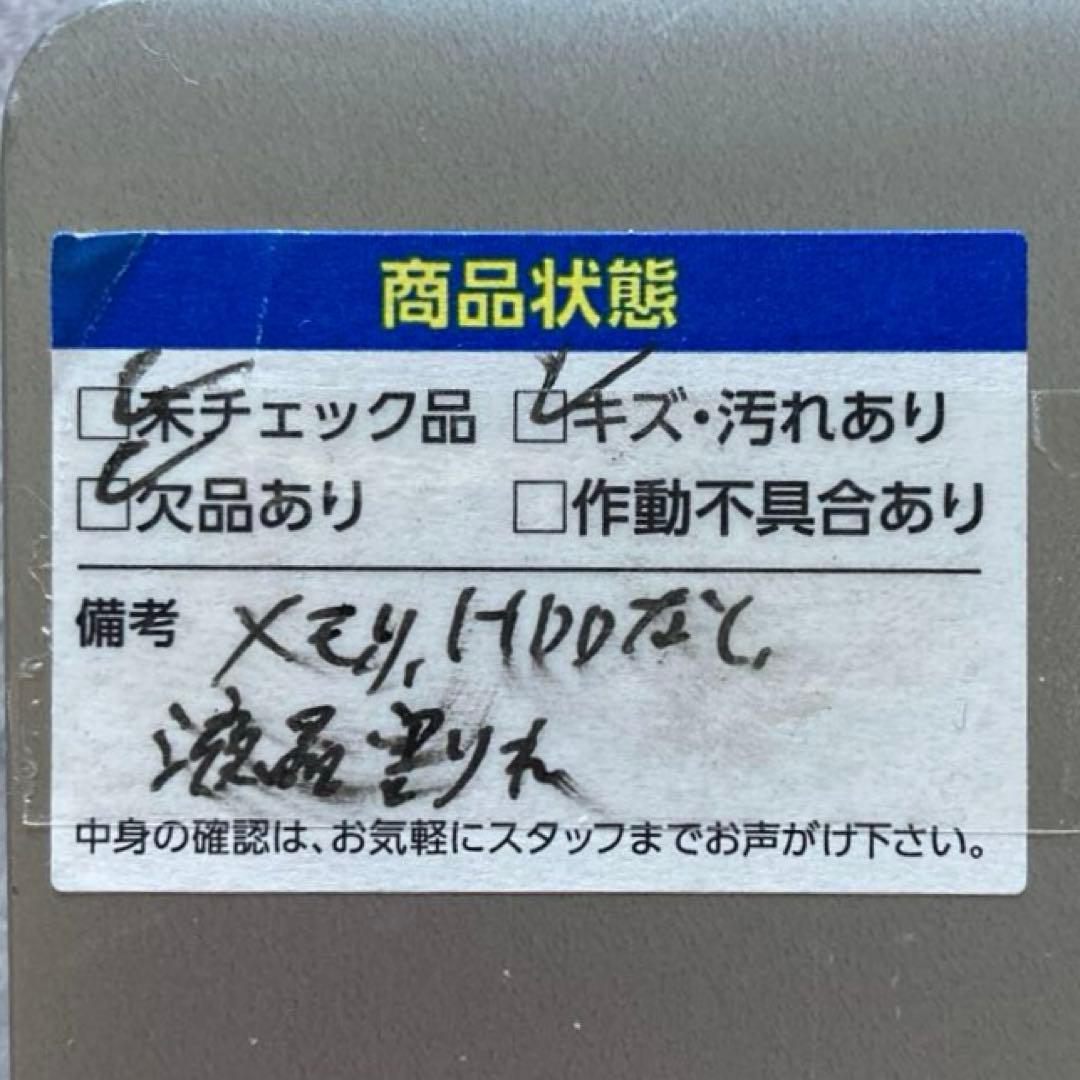 商品状態
☑未チェック品 ☑キズ・汚れあり
☑欠品あり □作動不具合あり
備考 メモリ、HDDなし、
液晶割れ
中身の確認は、お気軽にスタッフまでお声がけ下さい。